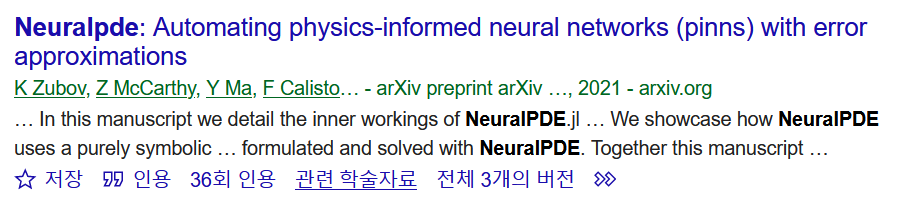 Neuralpde: Automating physics-informed neural networks (pinns) with error
approximations
K Zubov, Z McCarthy, Y Ma, F Calisto… - arXiv preprint arXiv …, 2021 - arxiv.org
… In this manuscript we detail the inner workings of NeuralPDE.jl … We showcase how NeuralPDE
uses a purely symbolic … formulated and solved with NeuralPDE. Together this manuscript …
저장 인용 36회 인용 관련 학술자료 전체 3개의 버전